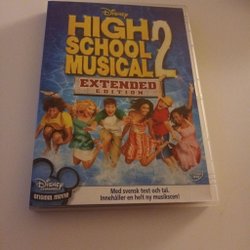 Disney
HIGH
SCHOOL
MUSICAL 2
EXTENDED
EDITION
Disney
CHANNEL
ORIGINAL MOVIE
Med svensk text och tal.
Innehåller en helt ny musikscen!
DVD